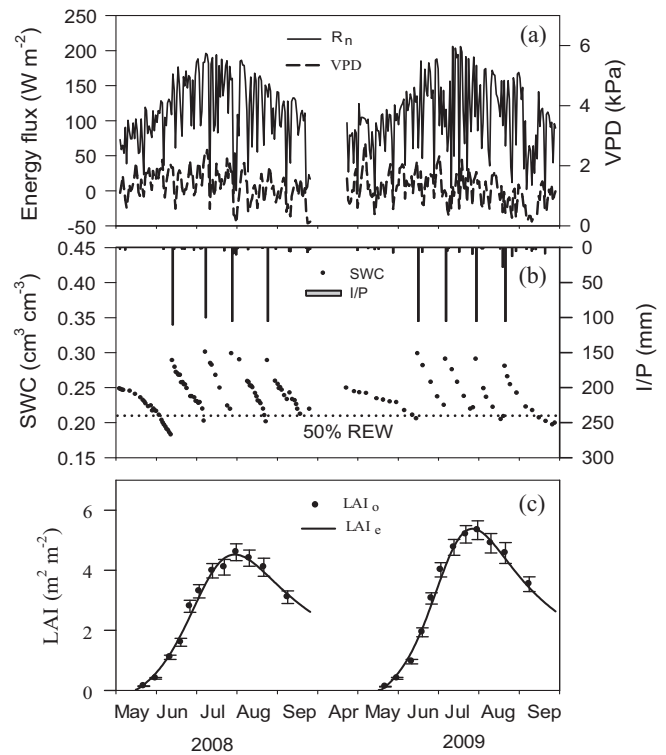 250
200
150
100
50
0
-50
Energy flux (W m-2)
Rn
VPD
(a)
6
4
2
0
VPD (kPa)
0.45
0.40
0.35
0.30
0.25
0.20
0.15
SWC (cm3 cm-3)
SWC
I/P
(b)
50% REW
0
50
100
150
200
250
300
I/P (mm)
6
4
2
0
LAI (m2 m-2)
LAI o
LAI e
(c)
May Jun Jul Aug Sep Apr May Jun Jul Aug Sep
2008 2009